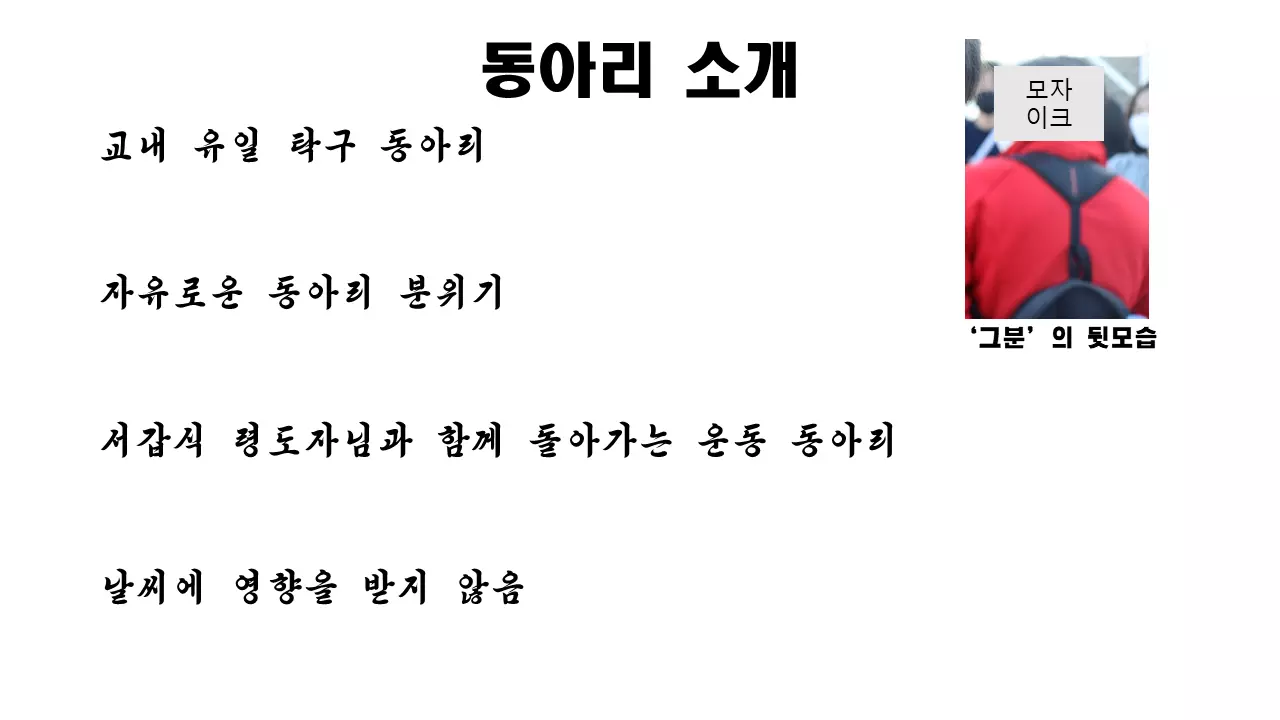 동아리 소개
교내 유일 탁구 동아리
자유로운 동아리 분위기
서갑식 령도자님과 함께 돌아가는 운동 동아리
날씨에 영향을 받지 않음
모자
이크
‘그분’의 뒷모습